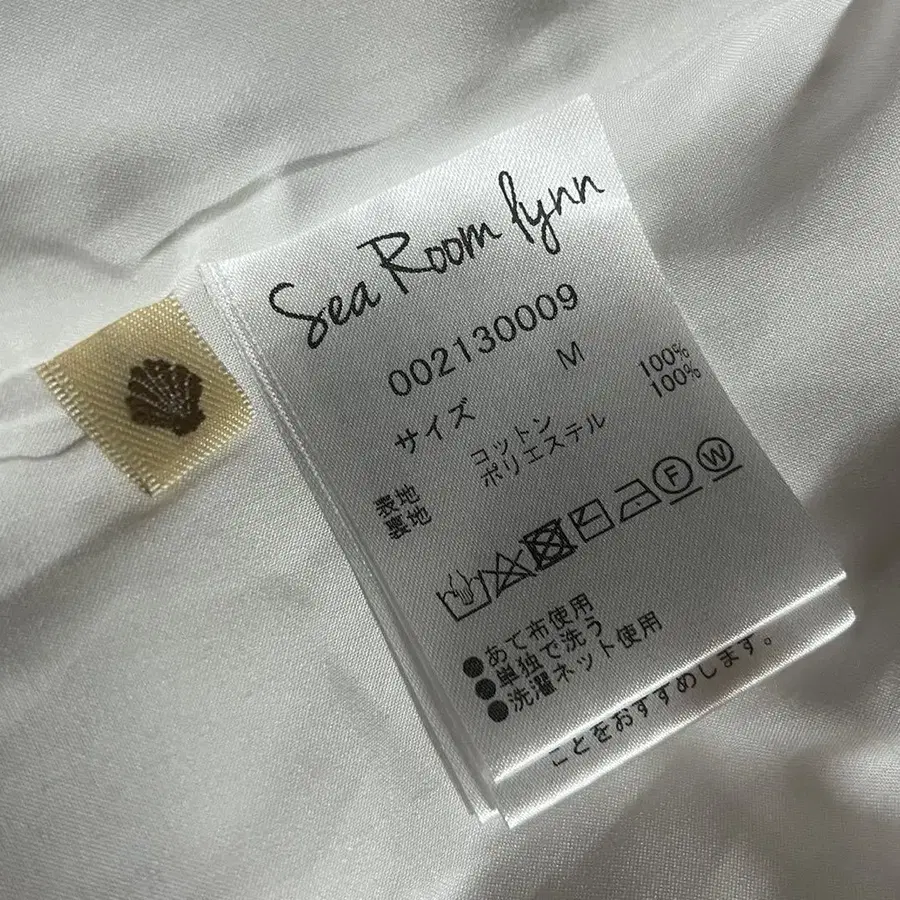 Sea Room lynn
002130009
サイズ M
表地 コットン 100%
裏地 ポリエステル 100%
F W
●あて布使用
●単独で洗う
●洗濯ネット使用
ことをおすすめします。